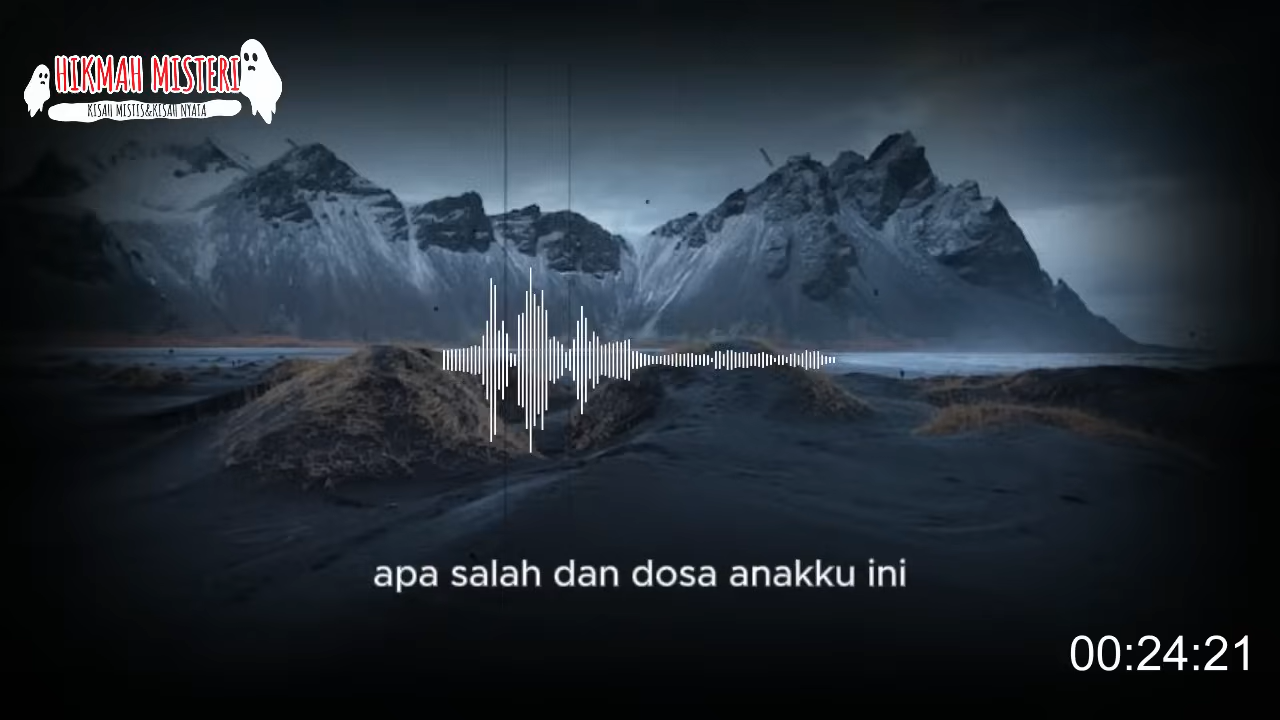 HIKMAH MISTERI
KISAH MISTIS&KISAH NYATA
apa salah dan dosa anakku ini
00:24:21